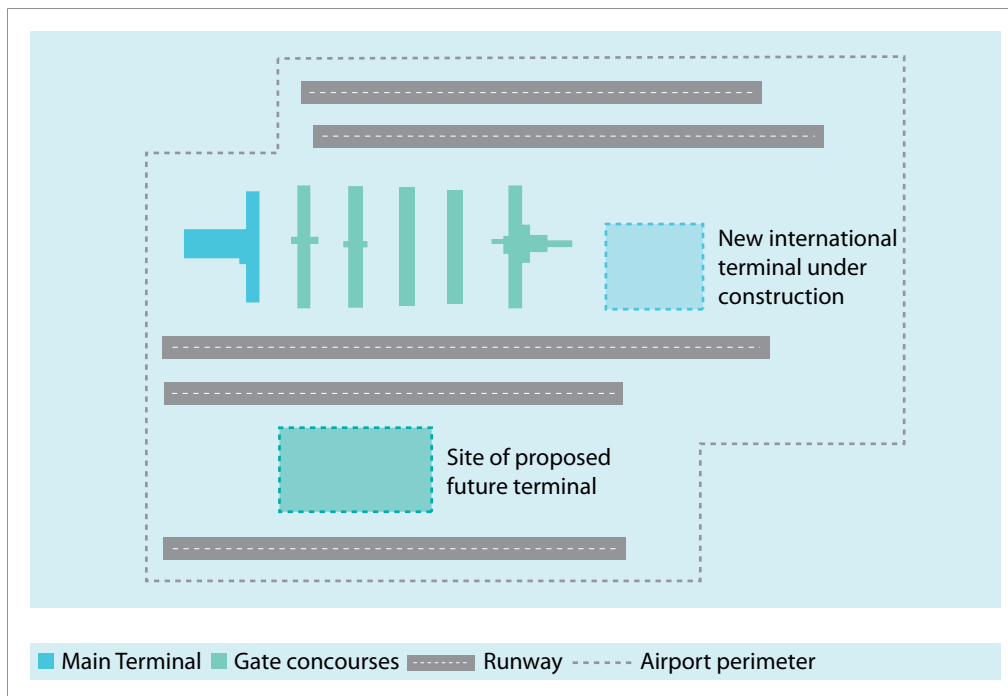 New international
terminal under
construction
Site of proposed
future terminal
Main Terminal Gate concourses Runway Airport perimeter